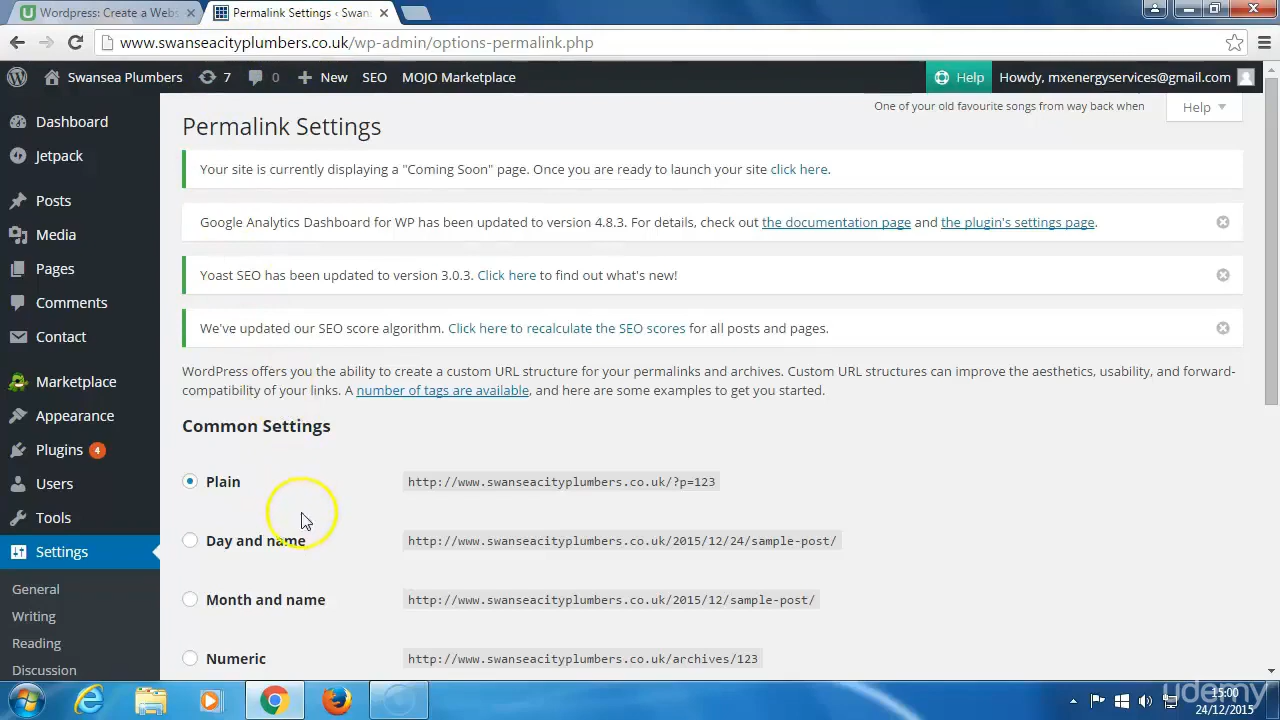 Wordpress: Create a Webs
Permalink Settings ‹ Swans
www.swanseacityplumbers.co.uk/wp-admin/options-permalink.php
Swansea Plumbers 7 0 New SEO MOJO Marketplace Help Howdy, mxenergyservices@gmail.com
One of your old favourite songs from way back when
Help
Dashboard
Jetpack
Posts
Media
Pages
Comments
Contact
Marketplace
Appearance
Plugins 4
Users
Tools
Settings
General
Writing
Reading
Discussion
Permalink Settings
Your site is currently displaying a "Coming Soon" page. Once you are ready to launch your site click here.
Google Analytics Dashboard for WP has been updated to version 4.8.3. For details, check out the documentation page and the plugin's settings page.
Yoast SEO has been updated to version 3.0.3. Click here to find out what's new!
We've updated our SEO score algorithm. Click here to recalculate the SEO scores for all posts and pages.
WordPress offers you the ability to create a custom URL structure for your permalinks and archives. Custom URL structures can improve the aesthetics, usability, and forward-
compatibility of your links. A number of tags are available, and here are some examples to get you started.
Common Settings
Plain http://www.swanseacityplumbers.co.uk/?p=123
Day and name http://www.swanseacityplumbers.co.uk/2015/12/24/sample-post/
Month and name http://www.swanseacityplumbers.co.uk/2015/12/sample-post/
Numeric http://www.swanseacityplumbers.co.uk/archives/123
15:00
24/12/2015
udemy